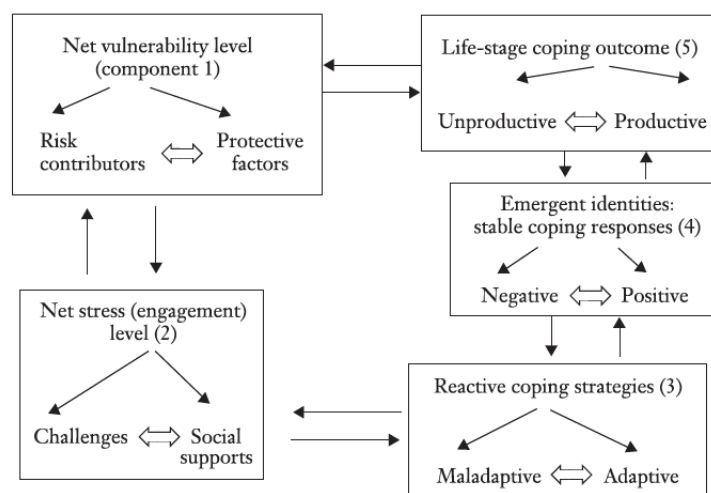 Net vulnerability level
(component 1)
Risk
contributors
Protective
factors
Life-stage coping outcome (5)
Unproductive
Productive
Emergent identities:
stable coping responses (4)
Negative
Positive
Net stress (engagement)
level (2)
Challenges
Social
supports
Reactive coping strategies (3)
Maladaptive
Adaptive